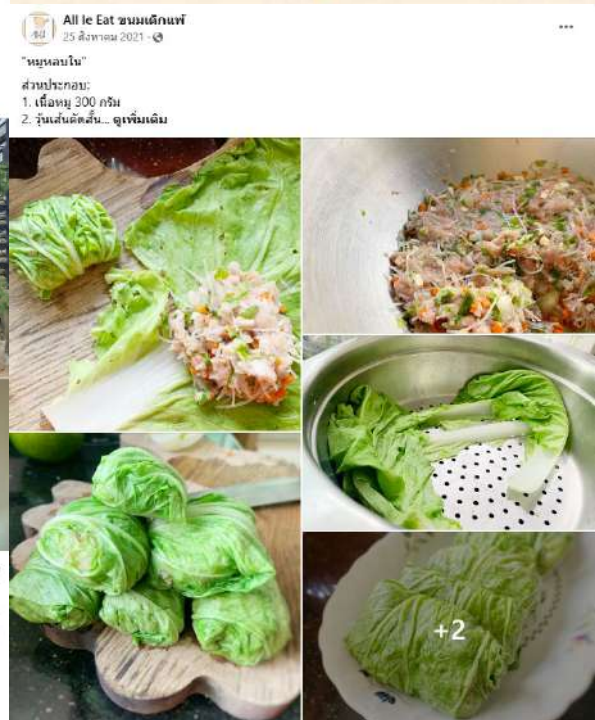 All le Eat ขนมเด็กแพ้
25 สิงหาคม 2021
"หมูหลบใน"
ส่วนประกอบ:
1. เนื้อหมู 300 กรัม
2. วุ้นเส้นตัดสั้น... ดูเพิ่มเติม
+2